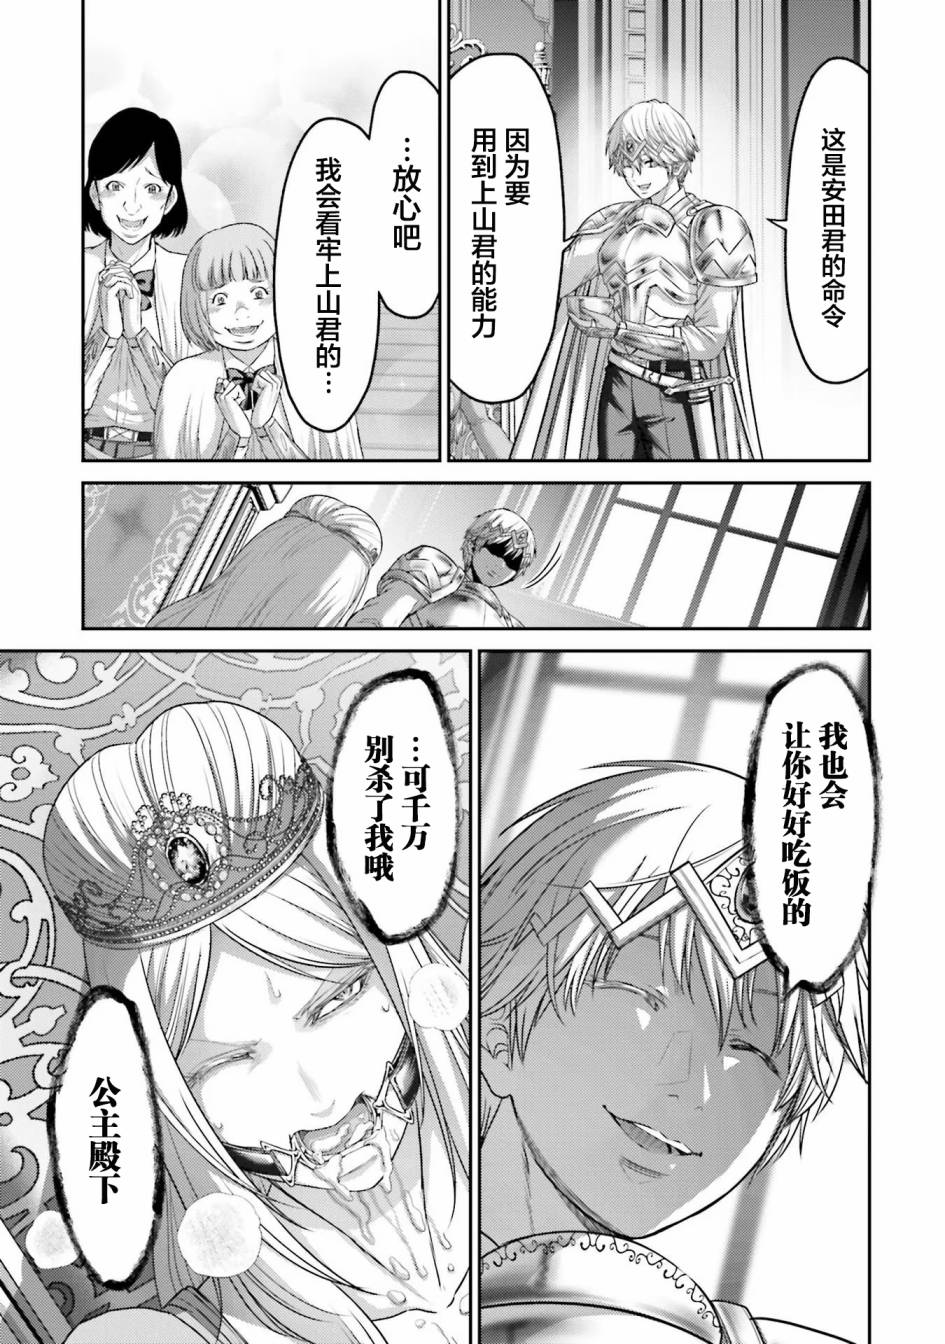 这是安田君的命令
因为要
用到上山君的能力
…放心吧
我会看牢上山君的…
我也会
让你好好吃饭的
…可千万
别杀了我哦
公主殿下